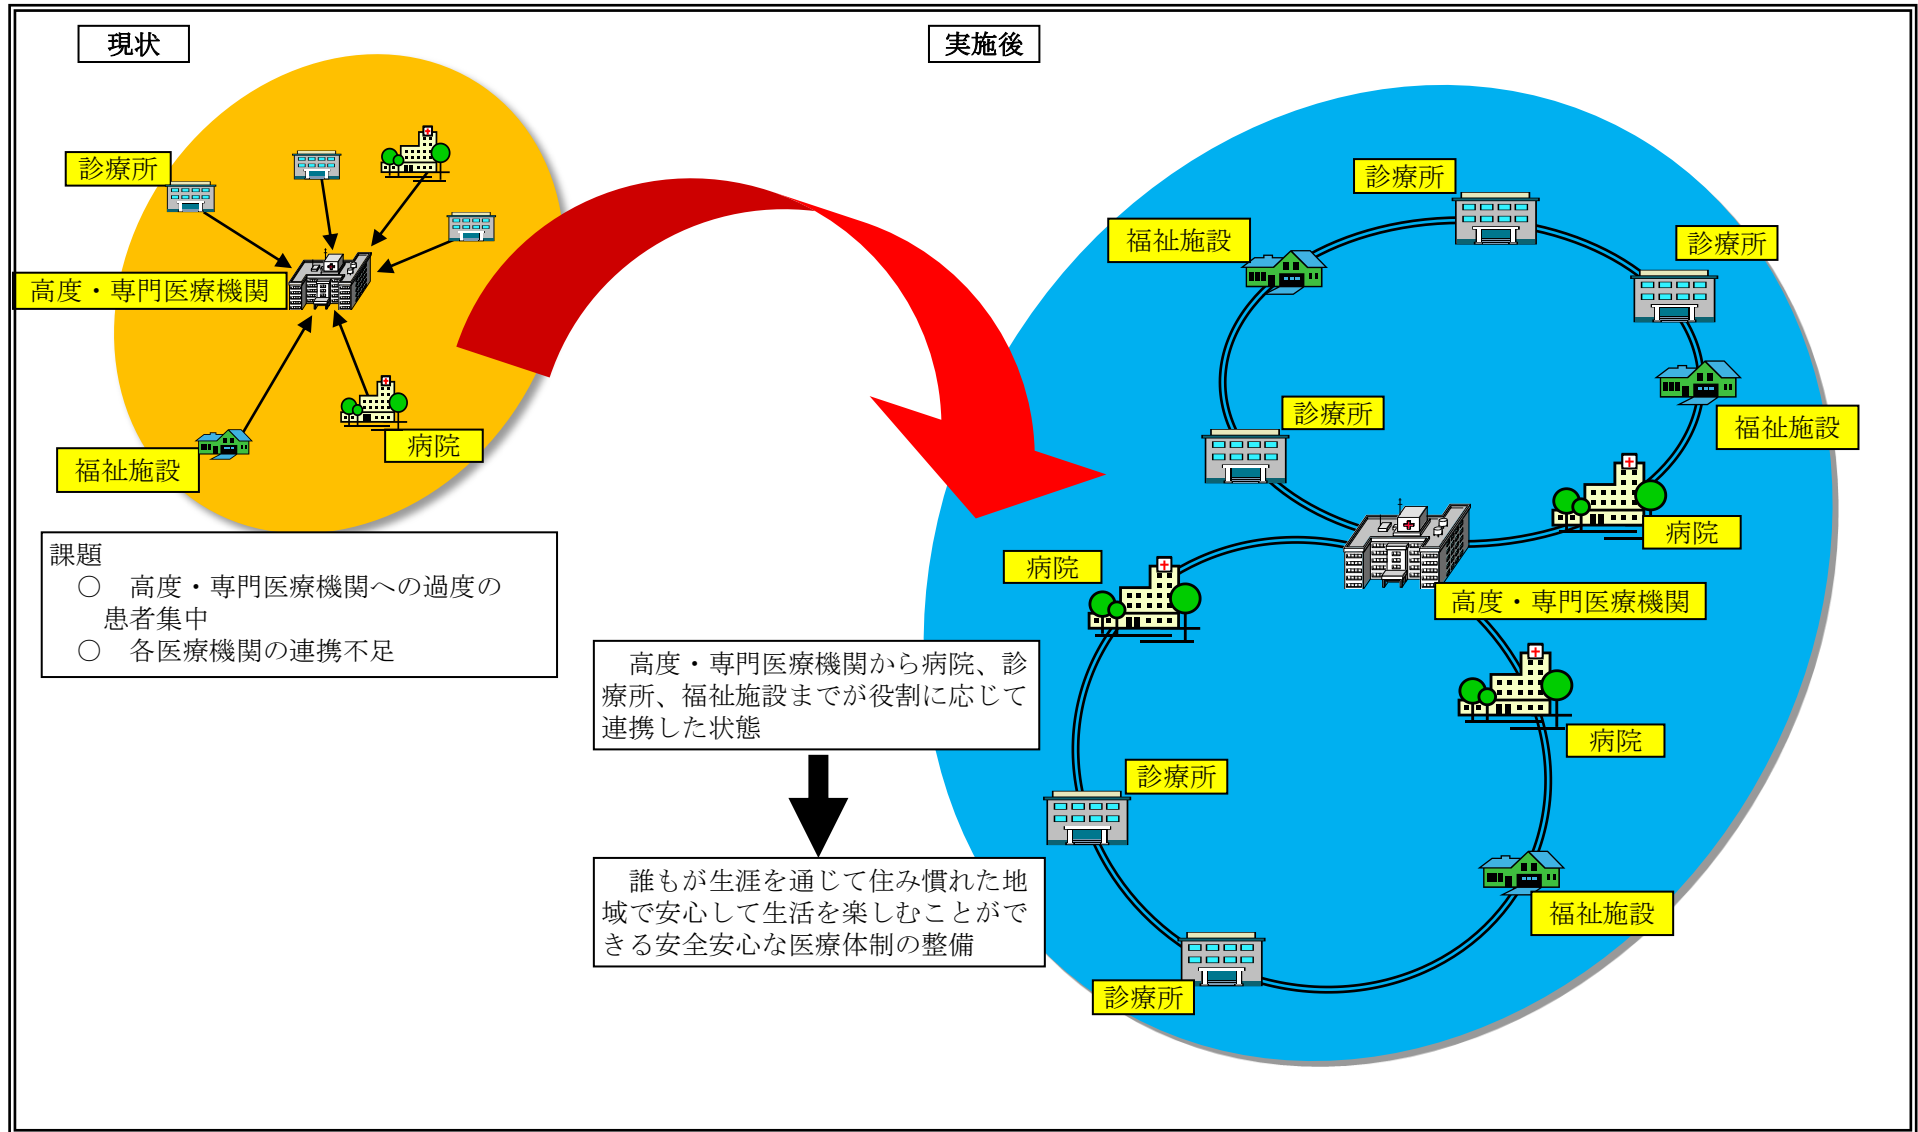 現状
診療所
高度・専門医療機関
福祉施設
病院
課題
○　高度・専門医療機関への過度の
患者集中
○　各医療機関の連携不足
実施後
診療所
福祉施設
診療所
診療所
福祉施設
病院
病院
高度・専門医療機関
病院
診療所
福祉施設
診療所
高度・専門医療機関から病院、診
療所、福祉施設までが役割に応じて
連携した状態
誰もが生涯を通じて住み慣れた地
域で安心して生活を楽しむことがで
きる安全安心な医療体制の整備